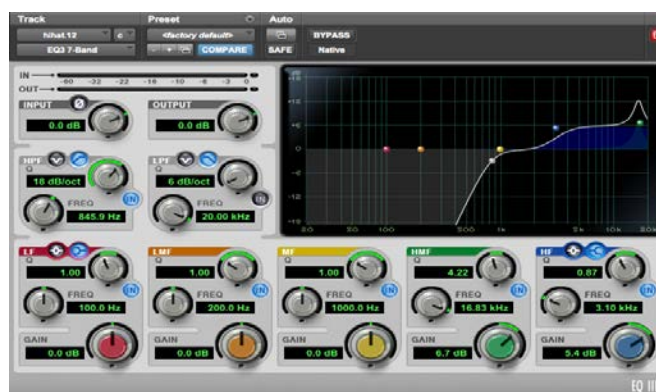 Track Preset Auto
hihat.12 c <factory default> BYPASS
EQ3 7-Band - + COMPARE SAFE Native
IN
-60 -32 -22 -16 -10 -6 -3 0
OUT
INPUT Ø OUTPUT
0.0 dB 0.0 dB
HPF LPF
Q Q
18 dB/oct 6 dB/oct
IN IN
FREQ FREQ
845.9 Hz 20.00 kHz
+12
+6
0
-6
-12
20 100 500 1k 5k 10k 20k
LF LMF MF HMF HF
Q Q Q Q Q
1.00 1.00 1.00 4.22 0.87
IN IN IN IN IN
FREQ FREQ FREQ FREQ FREQ
100.0 Hz 200.0 Hz 1000.0 Hz 16.83 kHz 3.10 kHz
GAIN GAIN GAIN GAIN GAIN
0.0 dB 0.0 dB 0.0 dB 6.7 dB 5.4 dB
EQ III